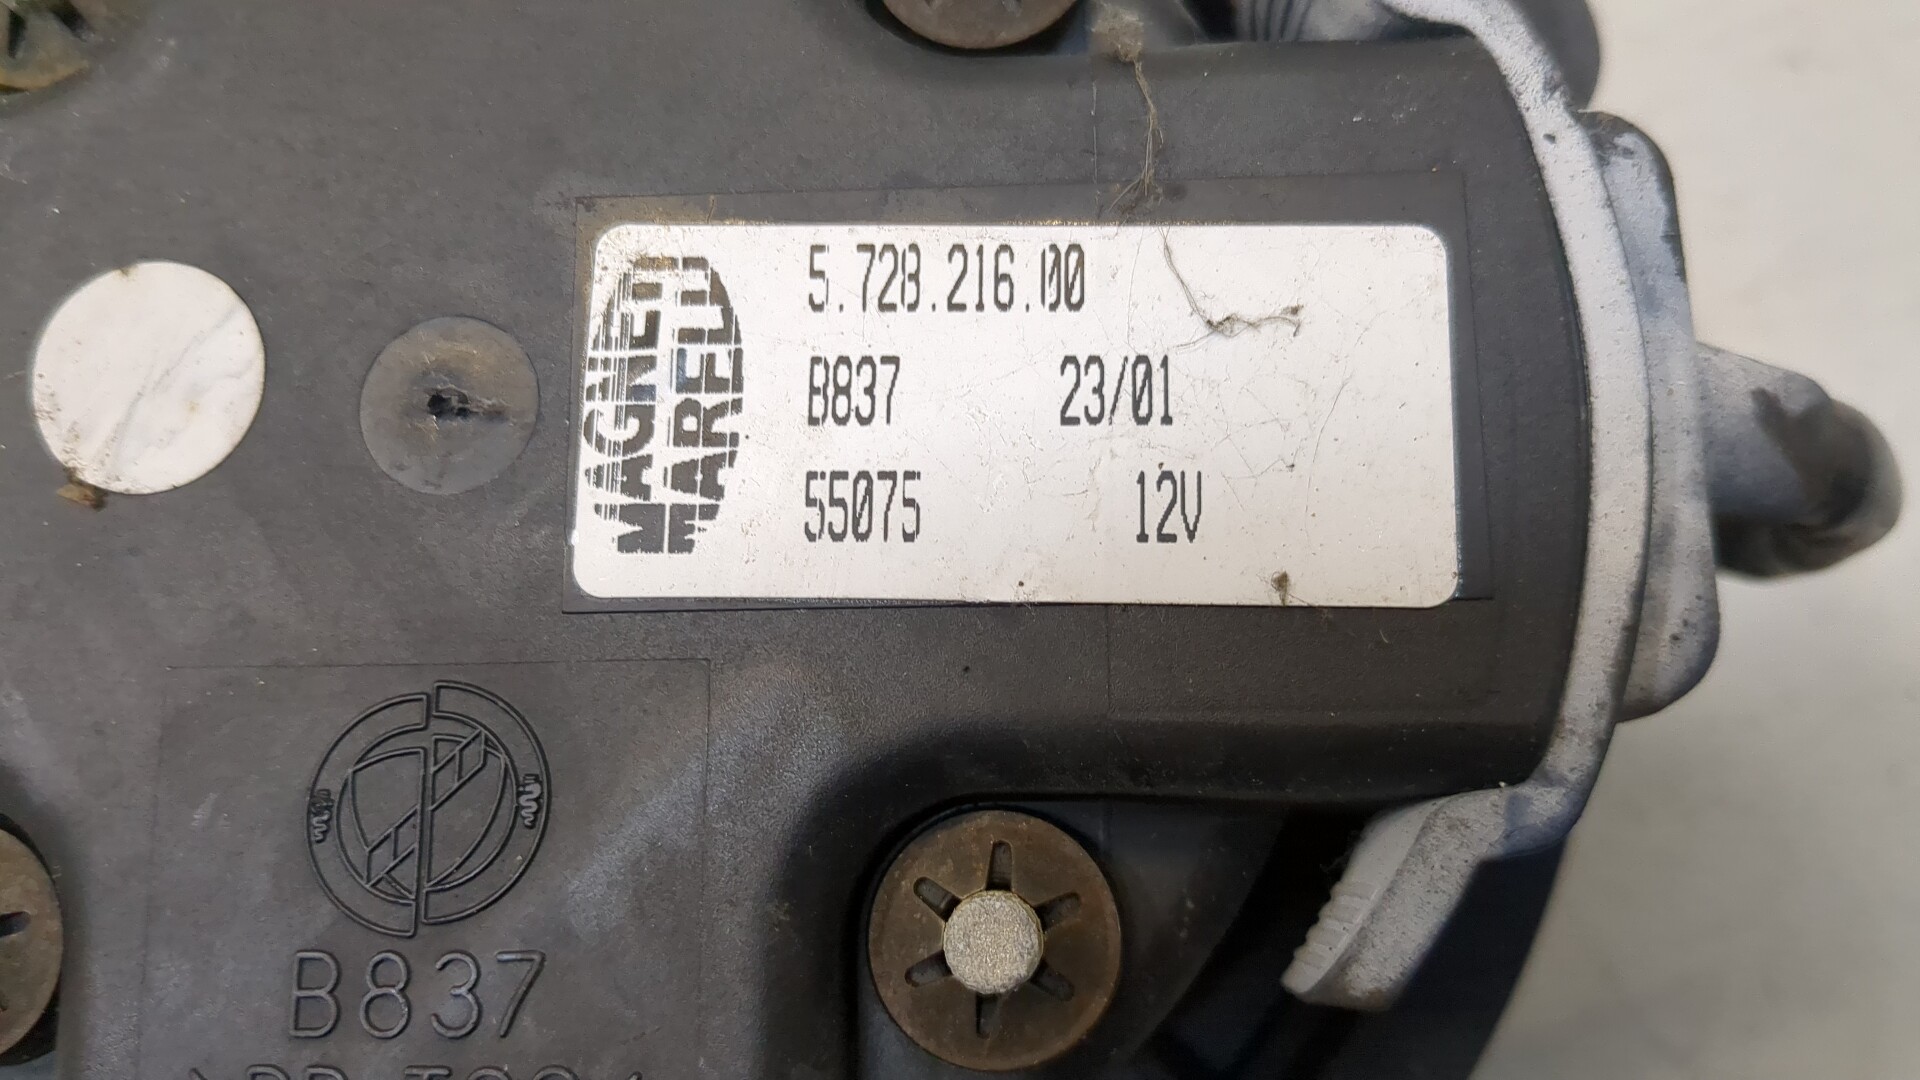 MAGNETI
MARELLI
5.728.216.00
B837 23/01
55075 12V
B837